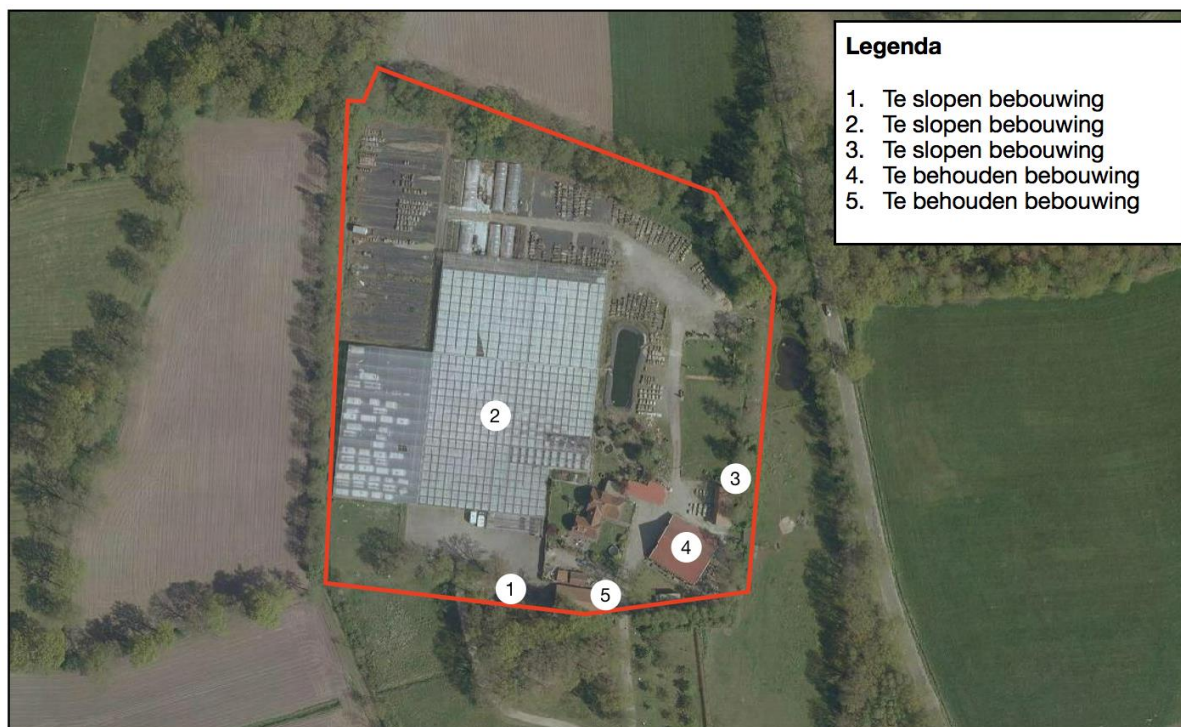 Legenda
1. Te slopen bebouwing
2. Te slopen bebouwing
3. Te slopen bebouwing
4. Te behouden bebouwing
5. Te behouden bebouwing
2
3
4
1
5